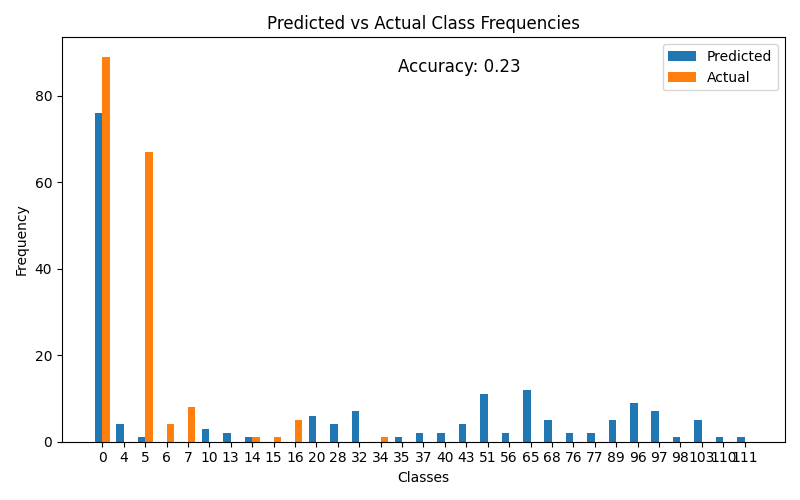 Predicted vs Actual Class Frequencies
Accuracy: 0.23
Predicted
Actual
Frequency
80
60
40
20
0
0 4 5 6 7 10 13 14 15 16 20 28 32 34 35 37 40 43 51 56 65 68 76 77 89 96 97 98 103 110 111
Classes